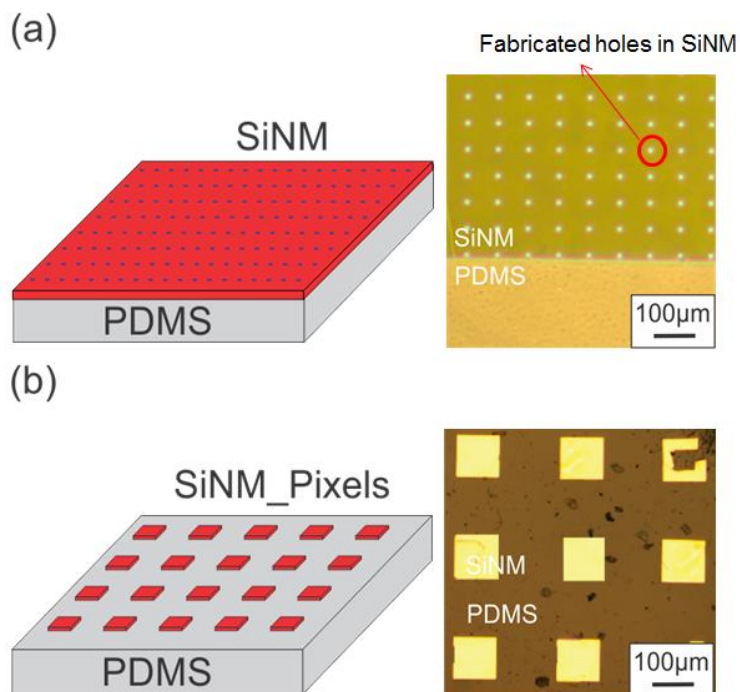 (a)
Fabricated holes in SiNM
SiNM
PDMS
SiNM
PDMS
100µm
(b)
SiNM_Pixels
PDMS
SiNM
PDMS
100µm